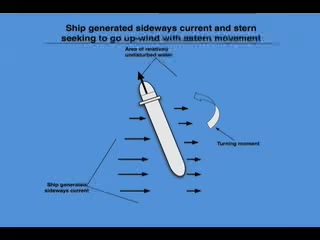 Ship generated sideways current and stern
seeking to go up-wind with astern movement
Area of relatively
undisturbed water
Turning moment
Ship generated
sideways current